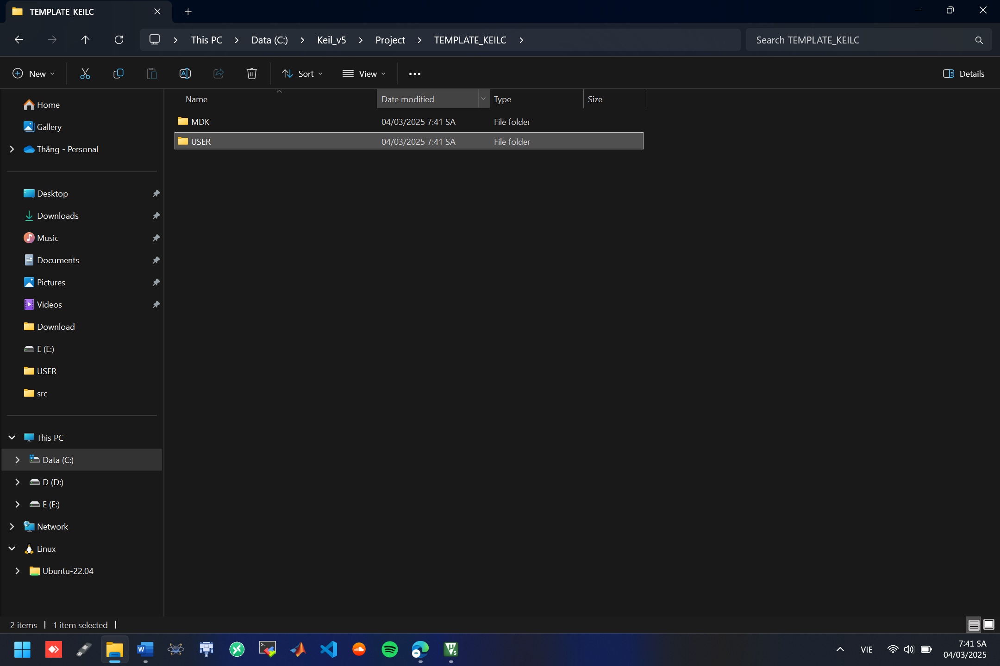 TEMPLATE_KEILC
This PC Data (C:) Keil_v5 Project TEMPLATE_KEILC
Search TEMPLATE_KEILC
New Sort View Details
Name Date modified Type Size
MDK 04/03/2025 7:41 SA File folder
USER 04/03/2025 7:41 SA File folder
Home
Gallery
Thắng - Personal
Desktop
Downloads
Music
Documents
Pictures
Videos
Download
E (E:)
USER
src
This PC
Data (C:)
D (D:)
E (E:)
Network
Linux
Ubuntu-22.04
2 items 1 item selected
VIE
7:41 SA
04/03/2025